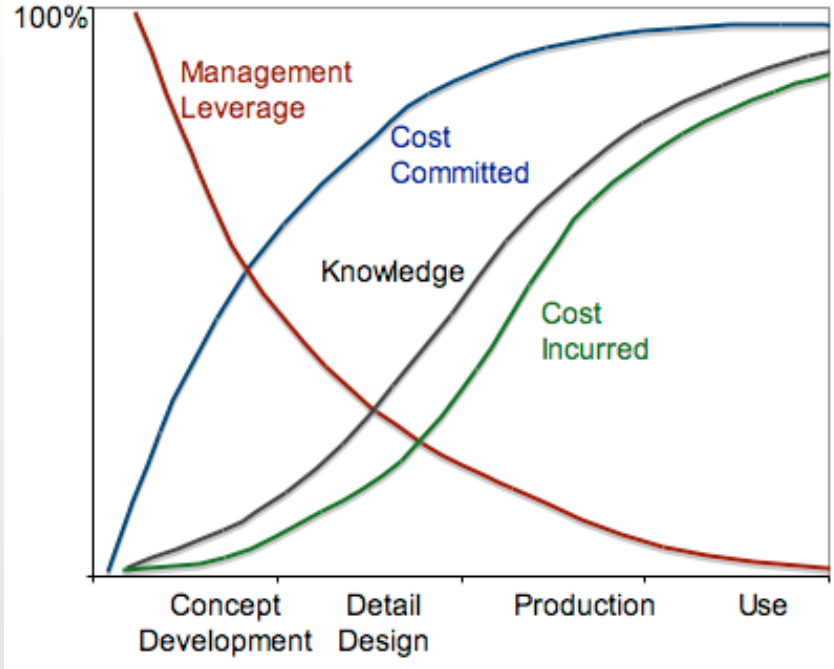 100%
Management
Leverage
Cost
Committed
Knowledge
Cost
Incurred
Concept
Development
Detail
Design
Production
Use